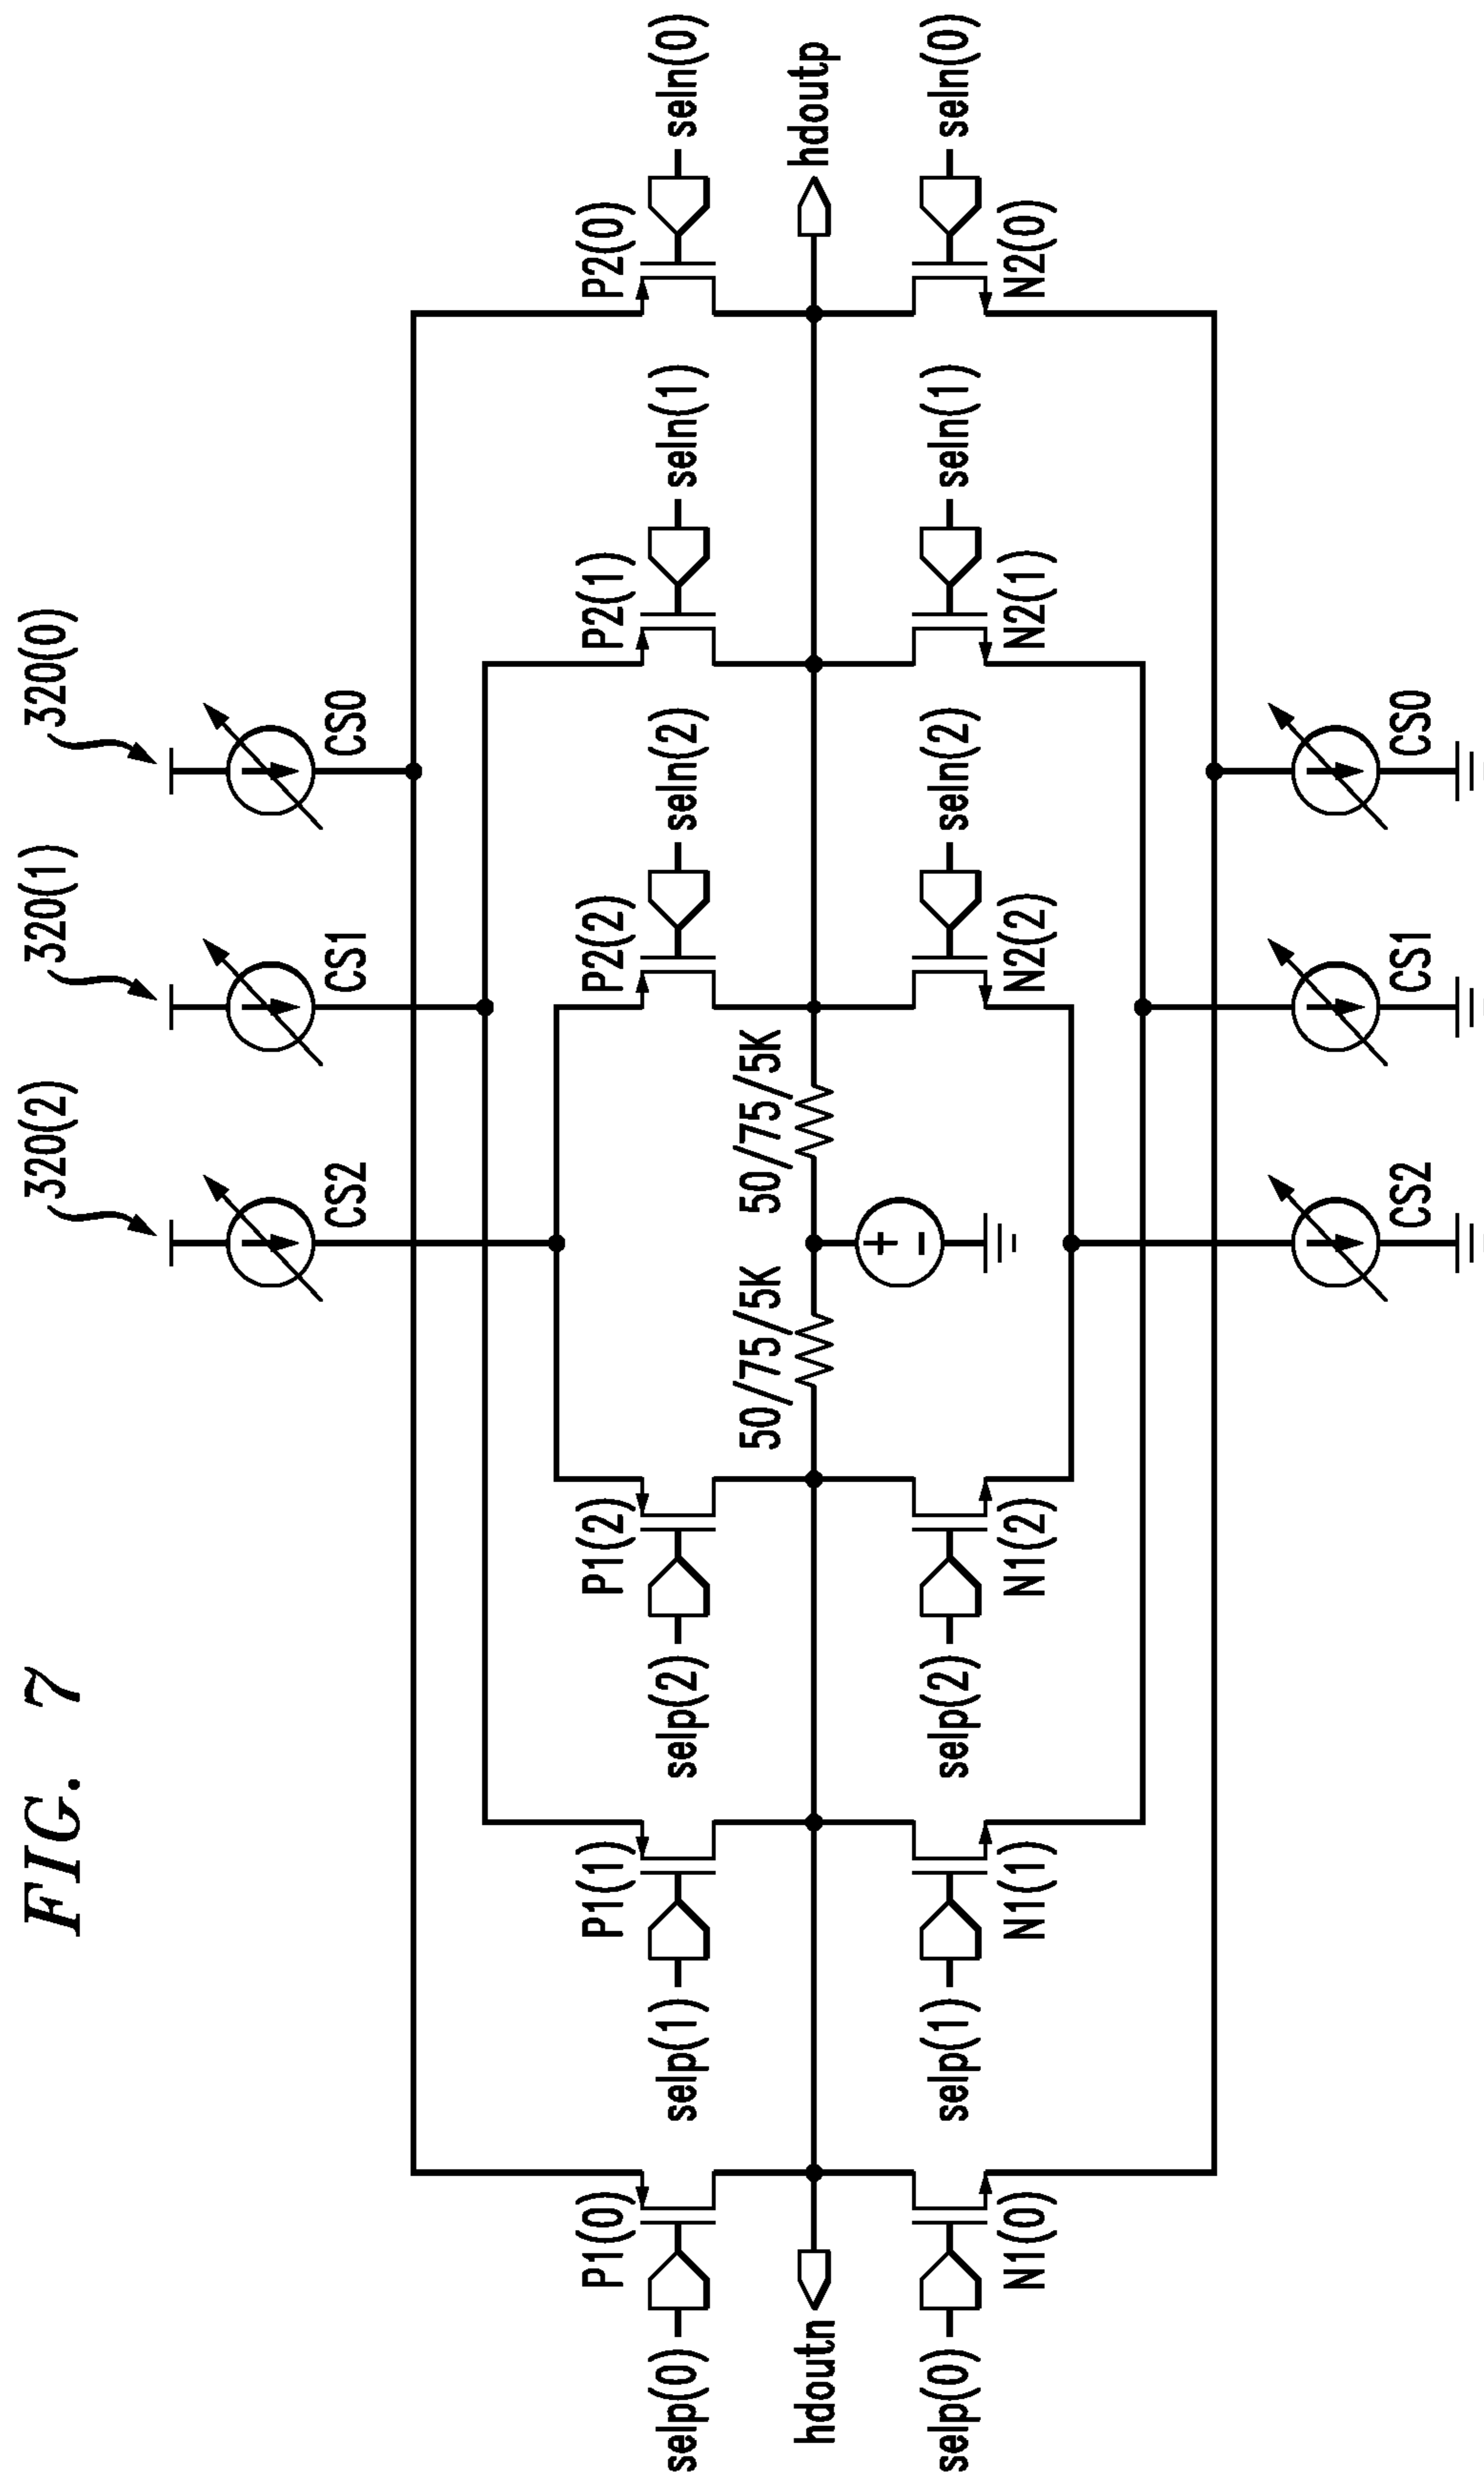 FIG. 7
320(2)
320(1)
320(0)
CS2
CS1
CS0
P1(0)
P1(1)
P1(2)
P2(2)
P2(1)
P2(0)
selp(0)
selp(1)
selp(2)
seln(2)
seln(1)
seln(0)
50/75/5K
50/75/5K
hdoutn
hdoutp
+
-
selp(0)
selp(1)
selp(2)
seln(2)
seln(1)
seln(0)
N1(0)
N1(1)
N1(2)
N2(2)
N2(1)
N2(0)
CS2
CS1
CS0